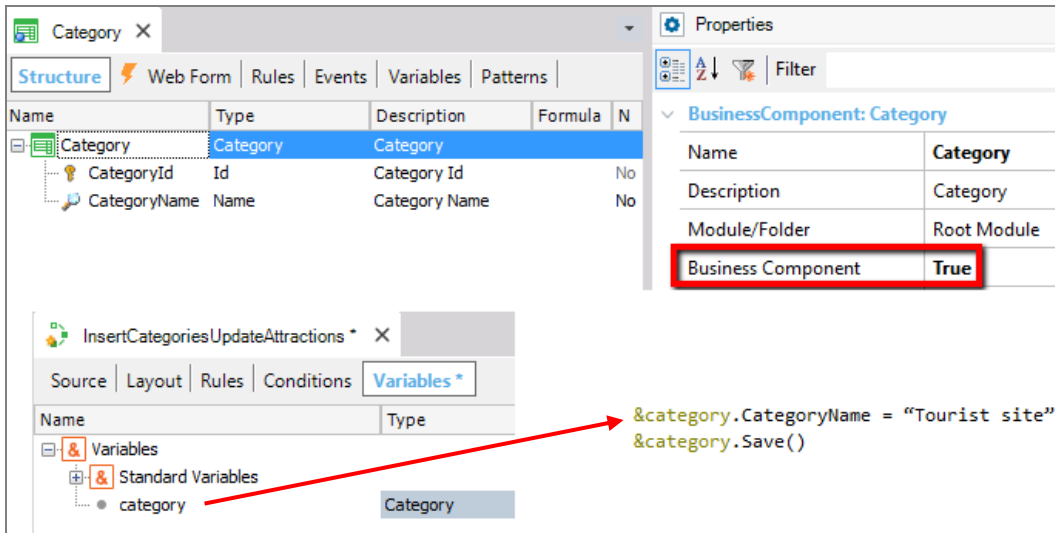 Category
Structure Web Form Rules Events Variables Patterns
Name Type Description Formula N
Category Category Category
CategoryId Id Category Id No
CategoryName Name Category Name No
Properties
Filter
BusinessComponent: Category
Name Category
Description Category
Module/Folder Root Module
Business Component True
InsertCategoriesUpdateAttractions *
Source Layout Rules Conditions Variables *
Name Type
& Variables
& Standard Variables
category Category
&category.CategoryName = “Tourist site”
&category.Save()